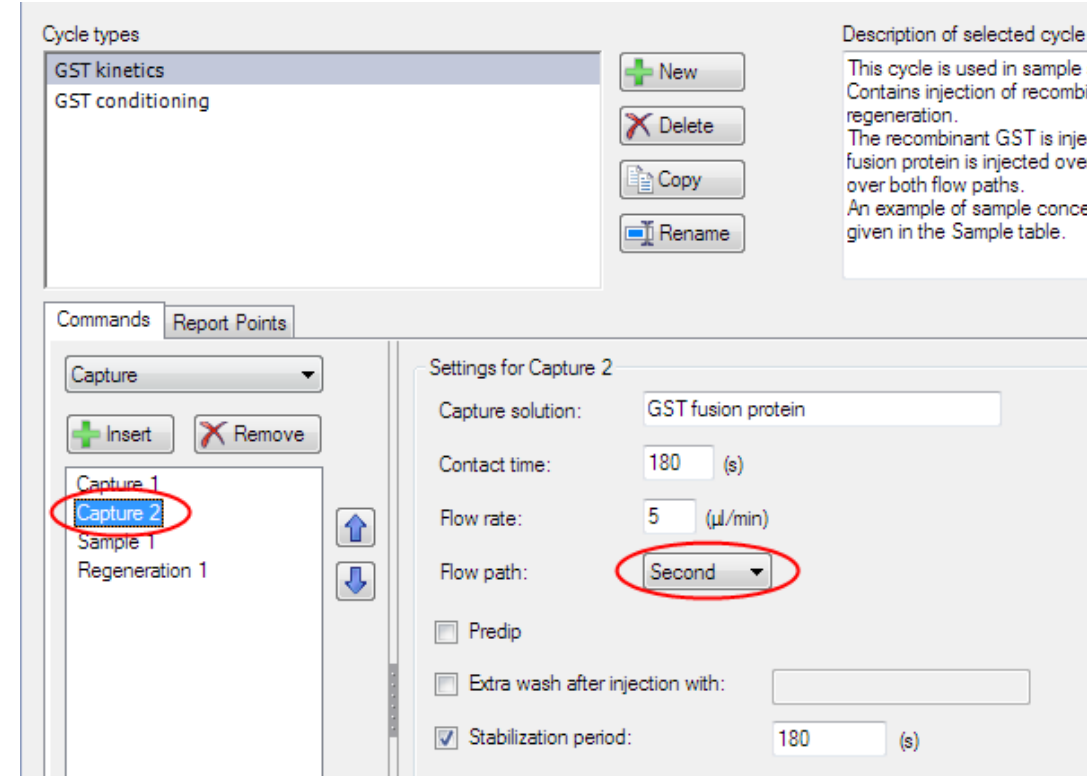 Cycle types
GST kinetics
GST conditioning
New
Delete
Copy
Rename
Description of selected cycle
This cycle is used in sample
Contains injection of recombi
regeneration.
The recombinant GST is inje
fusion protein is injected ove
over both flow paths.
An example of sample conce
given in the Sample table.
Commands
Report Points
Capture
Insert
Remove
Capture 1
Capture 2
Sample 1
Regeneration 1
Settings for Capture 2
Capture solution: GST fusion protein
Contact time: 180 (s)
Flow rate: 5 (µl/min)
Flow path: Second
Predip
Extra wash after injection with:
Stabilization period: 180 (s)